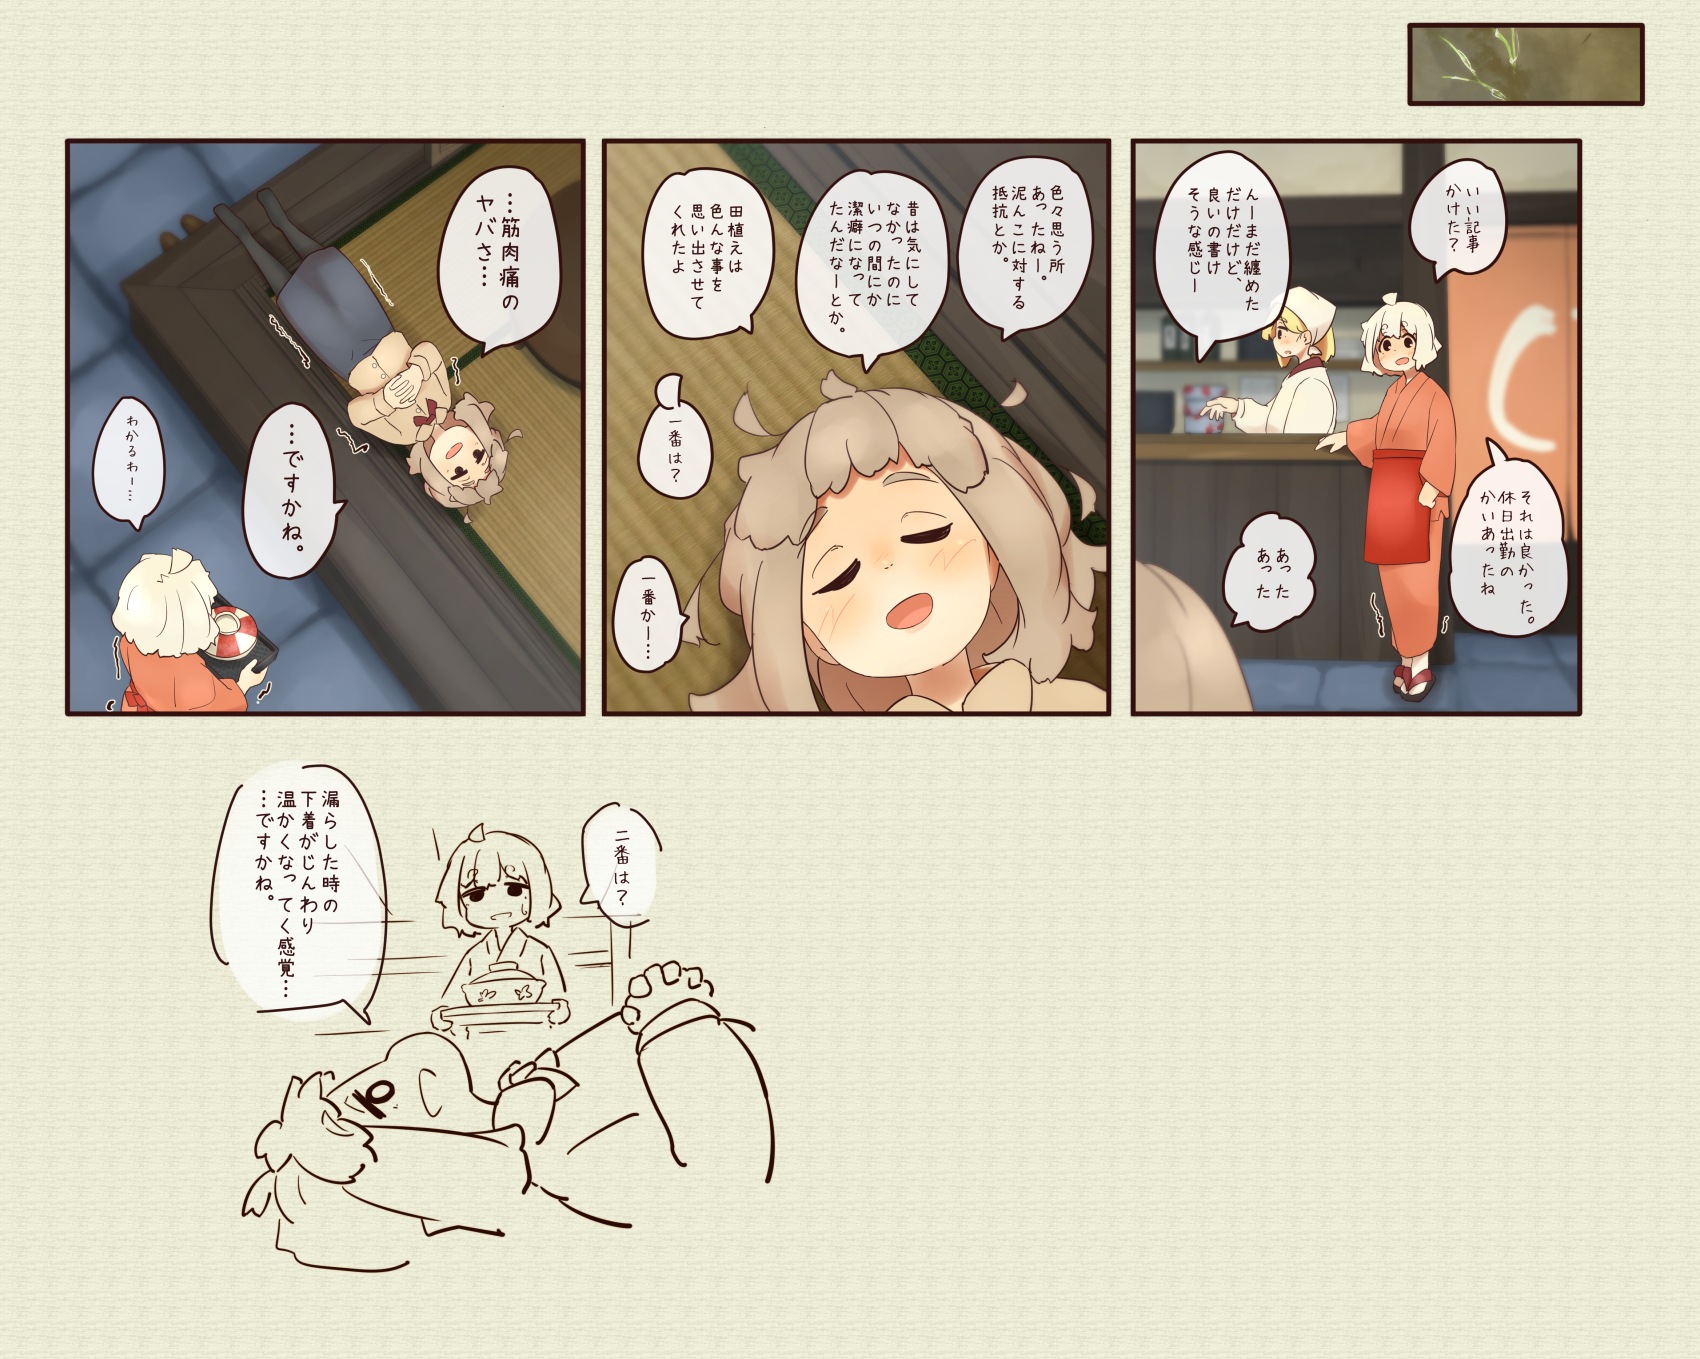 いい記事
かけた？
んーまだ纏めた
だけだけど、
良いの書け
そうな感じー
それは良かった。
休日出勤の
かいあったね
あった
あった
色々思う所
あったねー。
泥んこに対する
抵抗とか。
昔は気にして
なかったのに
いつの間にか
潔癖になって
たんだなーとか。
田植えは
色んな事を
思い出させて
くれたよ
一番は？
一番かー…
…筋肉痛の
ヤバさ…
…ですかね。
わかるわー…
二番は？
漏らした時の
下着がじんわり
温かくなってく感覚…
…ですかね。